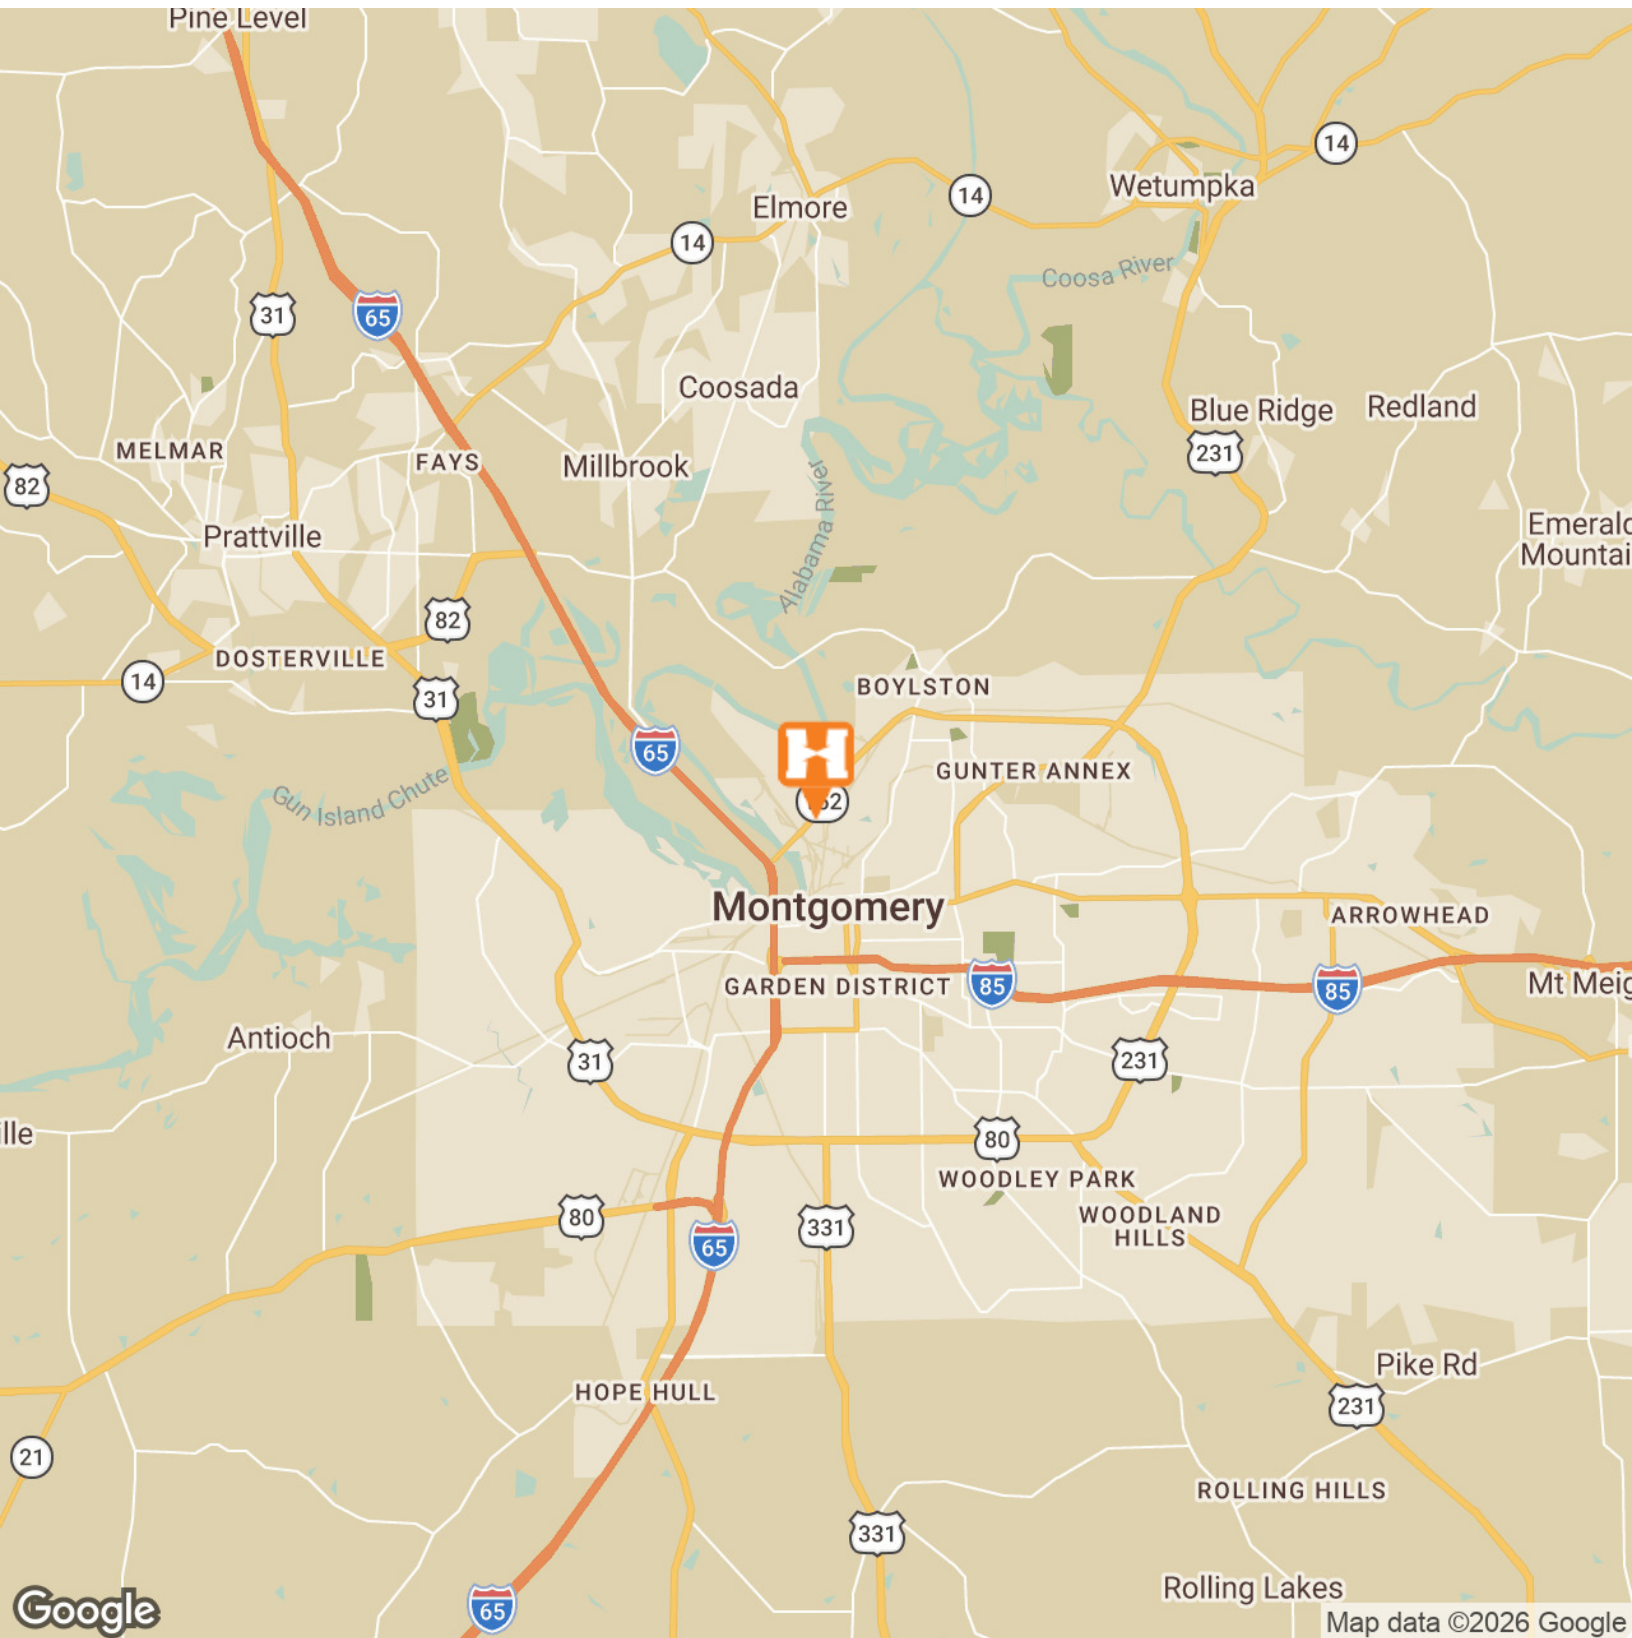 Pine Level
14
Wetumpka
14
Elmore
14
Coosa River
31
65
Coosada
Blue Ridge
Redland
MELMAR
FAYS
Millbrook
231
82
Alabama River
Prattville
Emerald
Mountai
82
DOSTERVILLE
14
31
BOYLSTON
65
H
GUNTER ANNEX
Gun Island Chute
Montgomery
ARROWHEAD
GARDEN DISTRICT
85
85
Mt Meig
Antioch
31
231
ille
80
WOODLEY PARK
80
331
WOODLAND
HILLS
65
Pike Rd
HOPE HULL
231
21
ROLLING HILLS
331
Rolling Lakes
65
Google
Map data ©2026 Google